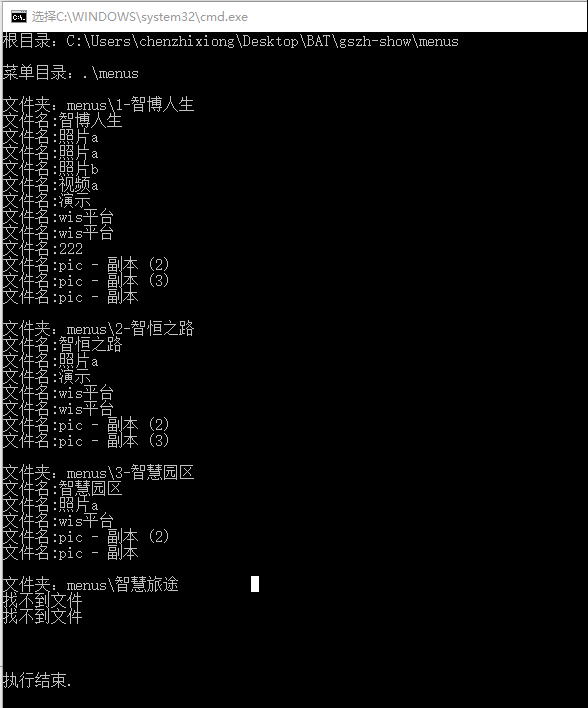 选择C:\WINDOWS\system32\cmd.exe
根目录：C:\Users\chenzhixiong\Desktop\BAT\gszh-show\menus
菜单目录：.\menus
文件夹：menus\1-智博人生
文件名:智博人生
文件名:照片a
文件名:照片a
文件名:照片b
文件名:视频a
文件名:演示
文件名:wis平台
文件名:wis平台
文件名:222
文件名:pic - 副本 (2)
文件名:pic - 副本 (3)
文件名:pic - 副本
文件夹：menus\2-智恒之路
文件名:智恒之路
文件名:照片a
文件名:演示
文件名:wis平台
文件名:wis平台
文件名:pic - 副本 (2)
文件名:pic - 副本 (3)
文件夹：menus\3-智慧园区
文件名:智慧园区
文件名:照片a
文件名:wis平台
文件名:pic - 副本 (2)
文件名:pic - 副本
文件夹：menus\智慧旅途
找不到文件
找不到文件
执行结束.